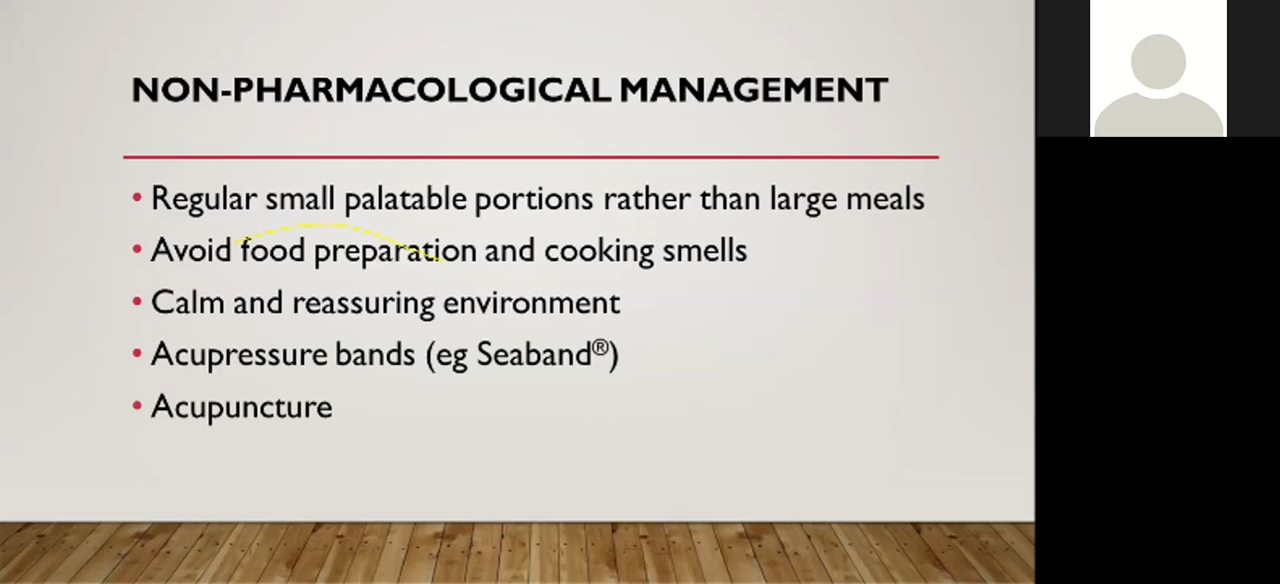 NON-PHARMACOLOGICAL MANAGEMENT
• Regular small palatable portions rather than large meals
• Avoid food preparation and cooking smells
• Calm and reassuring environment
• Acupressure bands (eg Seaband®)
• Acupuncture